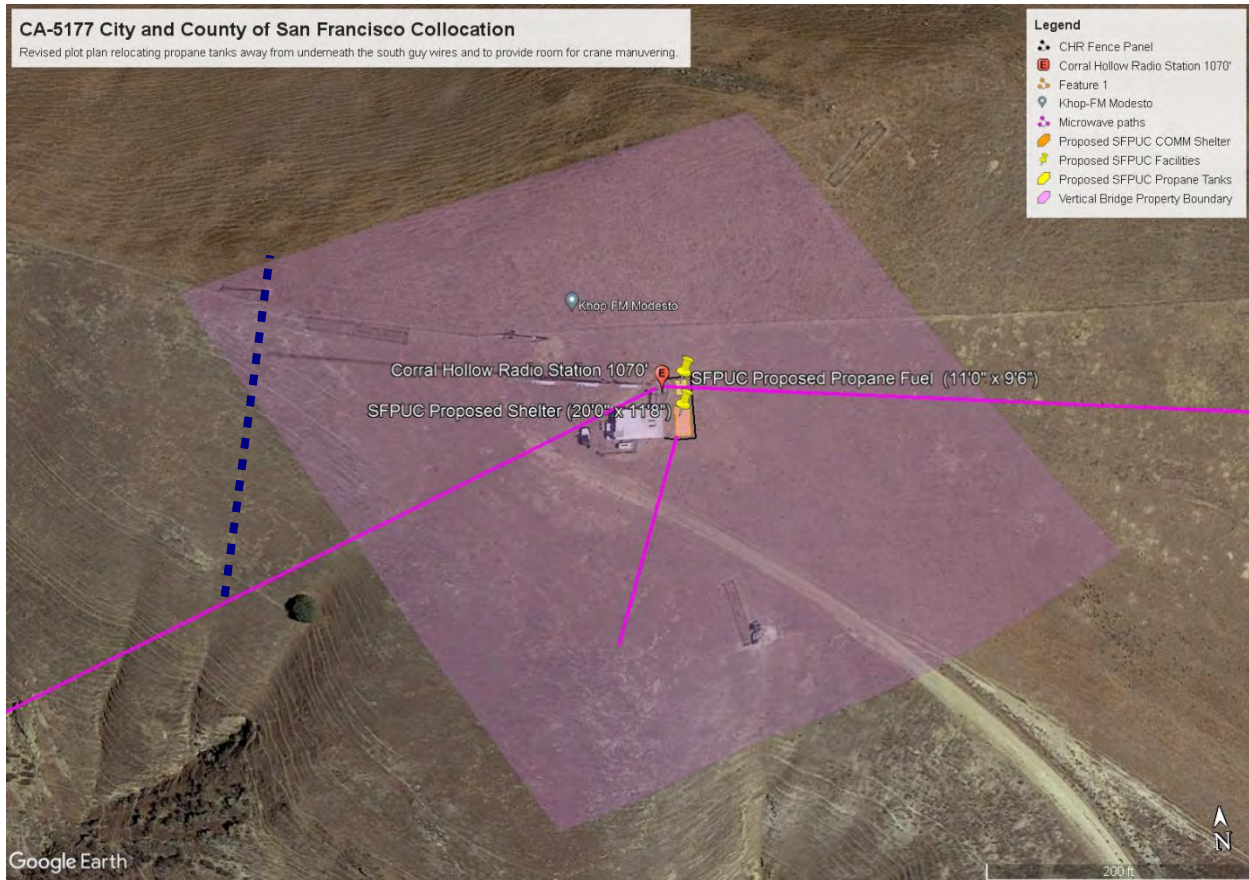 CA-5177 City and County of San Francisco Collocation
Revised plot plan relocating propane tanks away from underneath the south guy wires and to provide room for crane manuvering.
Legend
CHR Fence Panel
E Corral Hollow Radio Station 1070'
Feature 1
Khop-FM Modesto
Microwave paths
Proposed SFPUC COMM Shelter
Proposed SFPUC Facilities
Proposed SFPUC Propane Tanks
Vertical Bridge Property Boundary
Khop-FM Modesto
Corral Hollow Radio Station 1070'
E
SFPUC Proposed Propane Fuel (11'0" x 9'6")
SFPUC Proposed Shelter (20'0" x 11'8")
N
Google Earth
200 ft